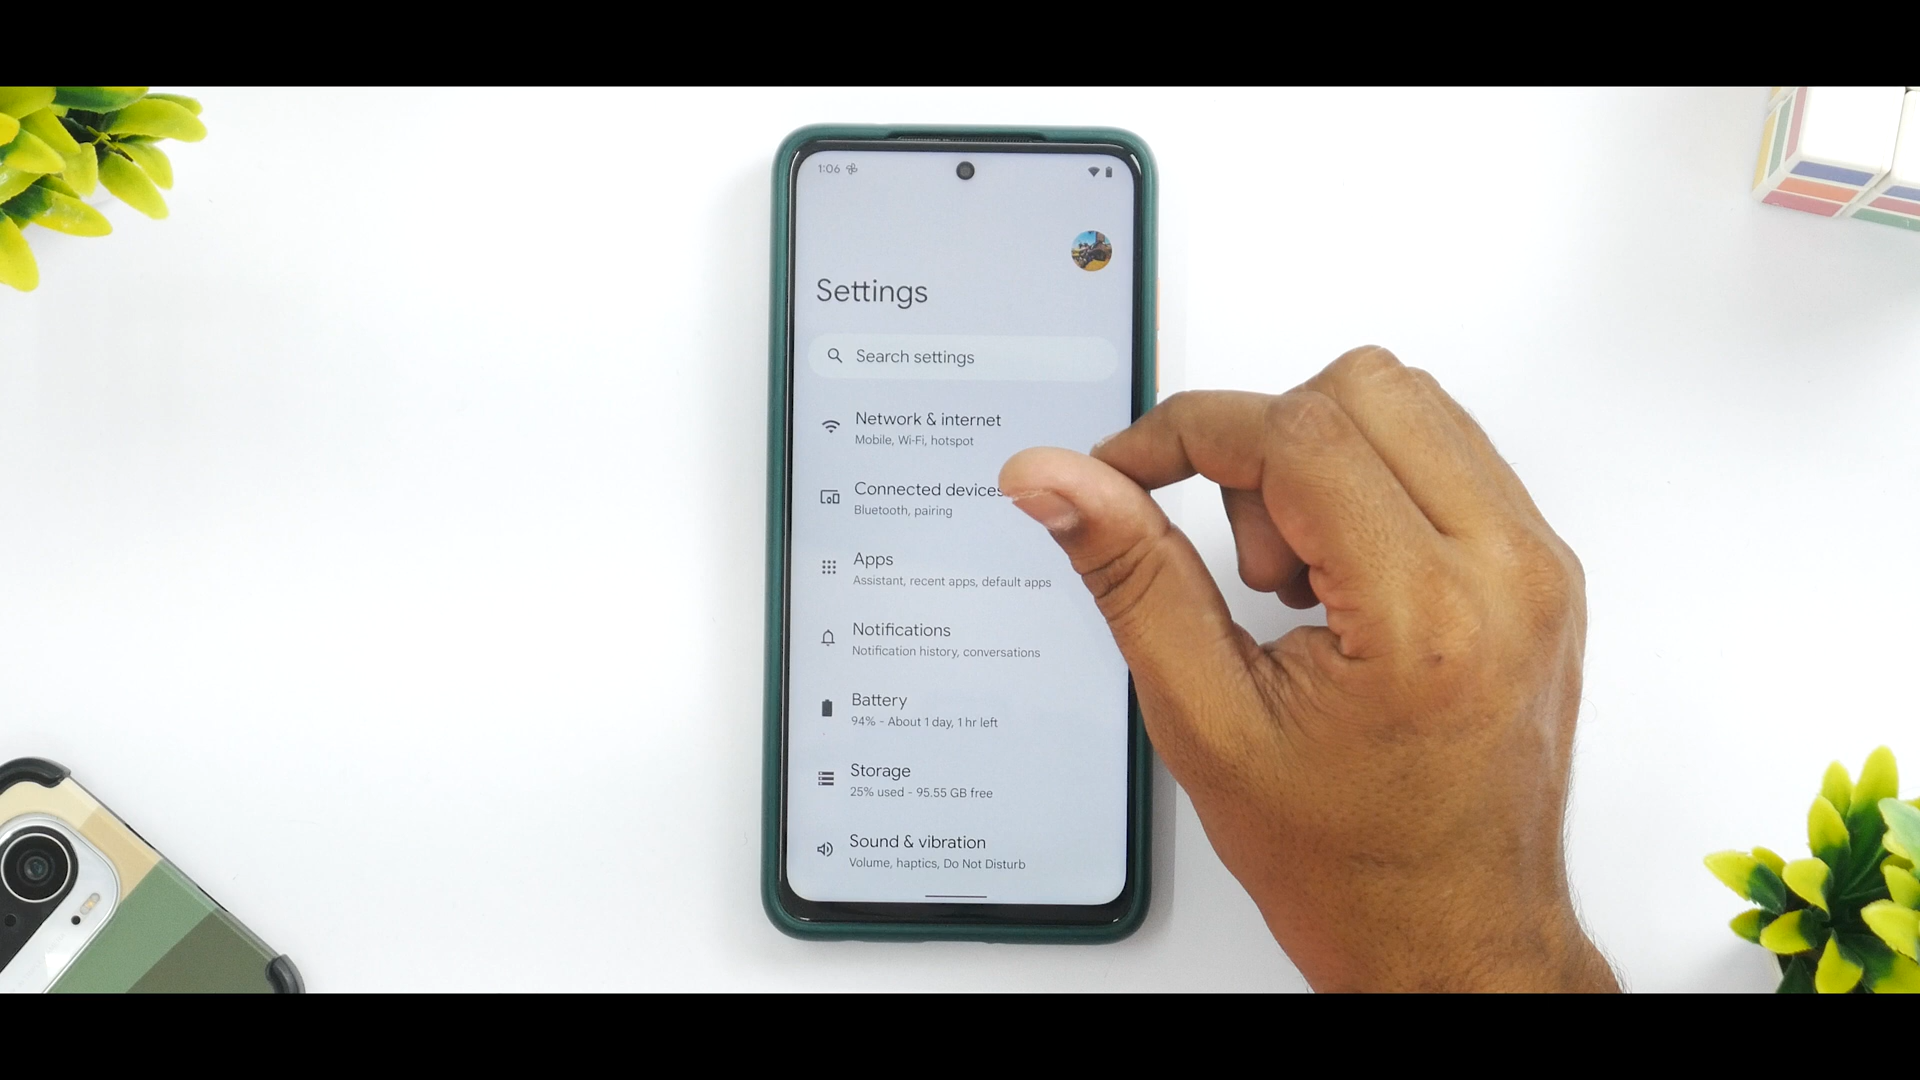 1:06
Settings
Search settings
Network & internet
Mobile, Wi-Fi, hotspot
Connected devices
Bluetooth, pairing
Apps
Assistant, recent apps, default apps
Notifications
Notification history, conversations
Battery
94% - About 1 day, 1 hr left
Storage
25% used - 95.55 GB free
Sound & vibration
Volume, haptics, Do Not Disturb